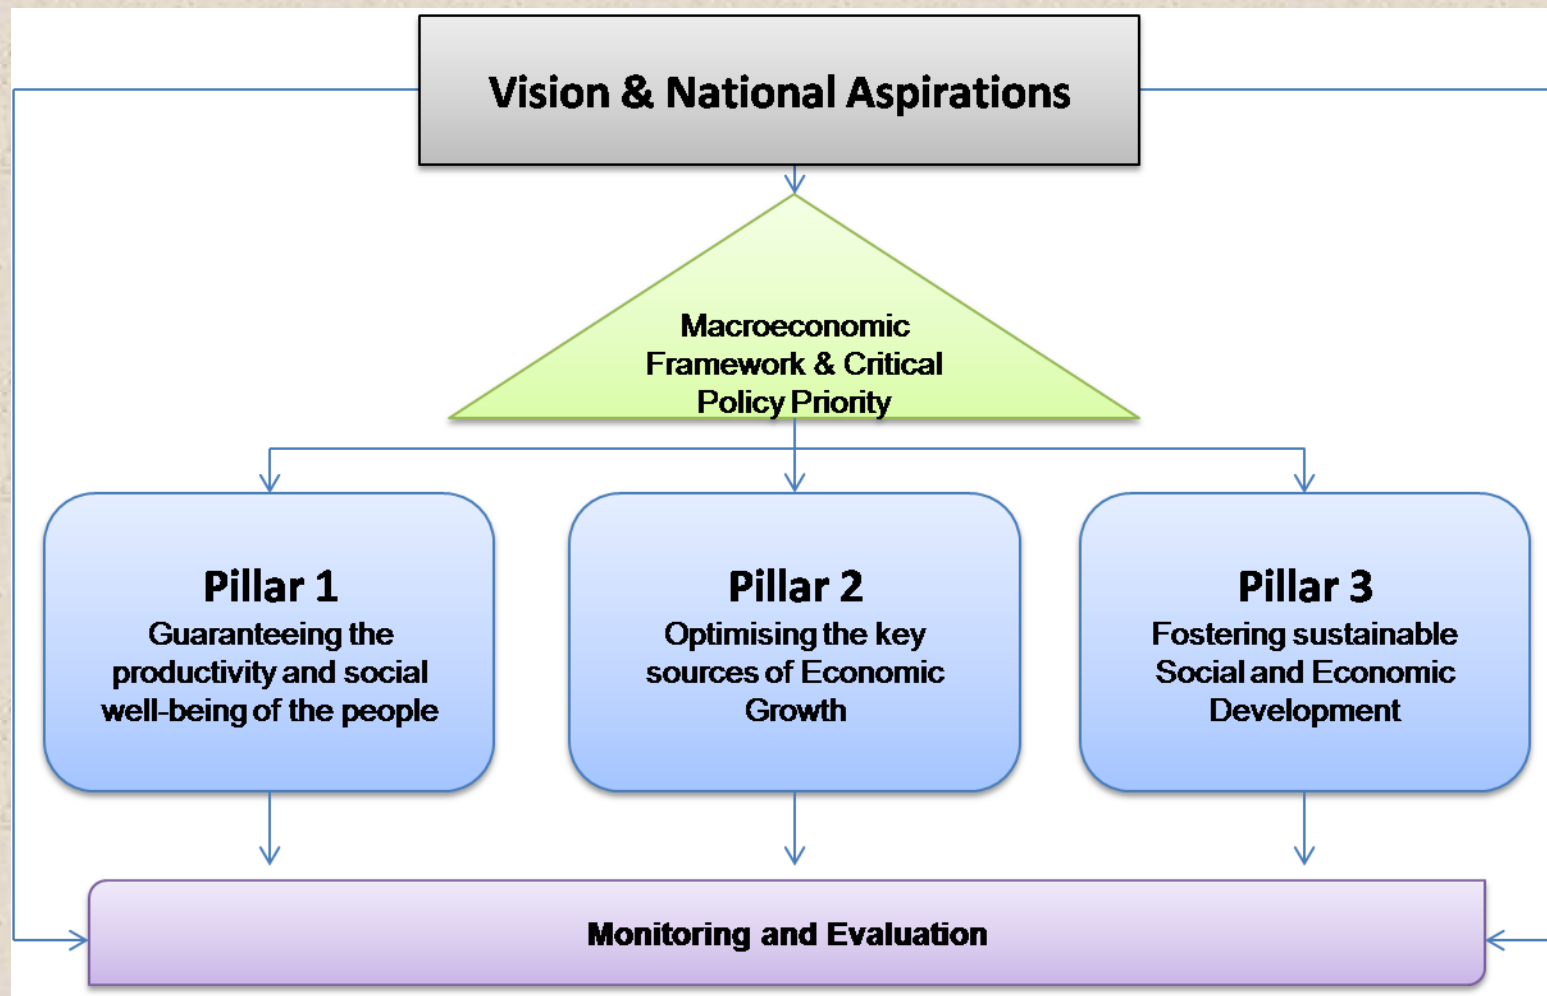 Vision & National Aspirations
Macroeconomic
Framework & Critical
Policy Priority
Pillar 1
Guaranteeing the
productivity and social
well-being of the people
Pillar 2
Optimising the key
sources of Economic
Growth
Pillar 3
Fostering sustainable
Social and Economic
Development
Monitoring and Evaluation